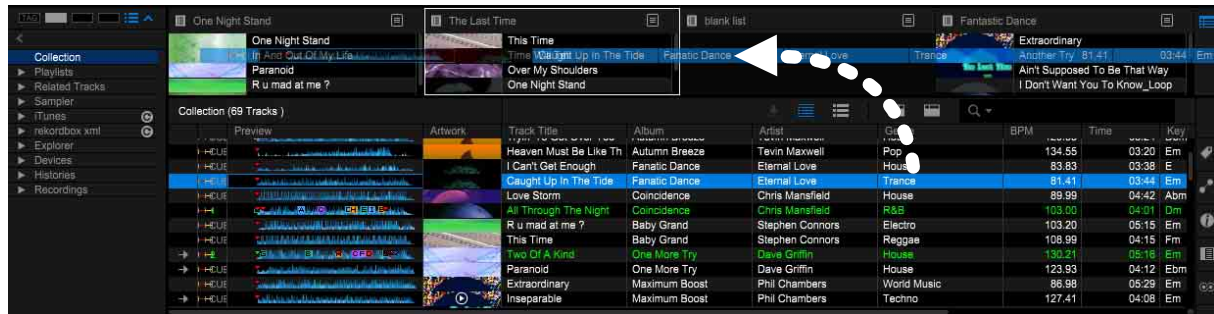 [TAG]
One Night Stand
The Last Time
blank list
Fantastic Dance
One Night Stand
In And Out Of My Life
Paranoid
R u mad at me ?
This Time
Time
Over My Shoulders
One Night Stand
Caught Up In The Tide Fanatic Dance Eternal Love Trance 81.41 03:44 Em
Extraordinary
Another Try
Ain't Supposed To Be That Way
I Don't Want You To Know_Loop
Collection
Playlists
Related Tracks
Sampler
iTunes
rekordbox xml
Explorer
Devices
Histories
Recordings
Collection (69 Tracks )
Preview Artwork Track Title Album Artist Genre BPM Time Key
Heaven Must Be Like Th Autumn Breeze Tevin Maxwell Pop 134.55 03:20 Em
I Can't Get Enough Fanatic Dance Eternal Love House 83.83 03:38 E
Caught Up In The Tide Fanatic Dance Eternal Love Trance 81.41 03:44 Em
Love Storm Coincidence Chris Mansfield House 89.99 04:42 Abm
All Through The Night Coincidence Chris Mansfield R&B 103.00 04:01 Dm
R u mad at me ? Baby Grand Stephen Connors Electro 103.20 05:15 Em
This Time Baby Grand Stephen Connors Reggae 108.99 04:15 Fm
Two Of A Kind One More Try Dave Griffin House 130.21 05:16 Em
Paranoid One More Try Dave Griffin House 123.93 04:12 Ebm
Extraordinary Maximum Boost Phil Chambers World Music 86.98 05:29 Em
Inseparable Maximum Boost Phil Chambers Techno 127.41 04:08 Em